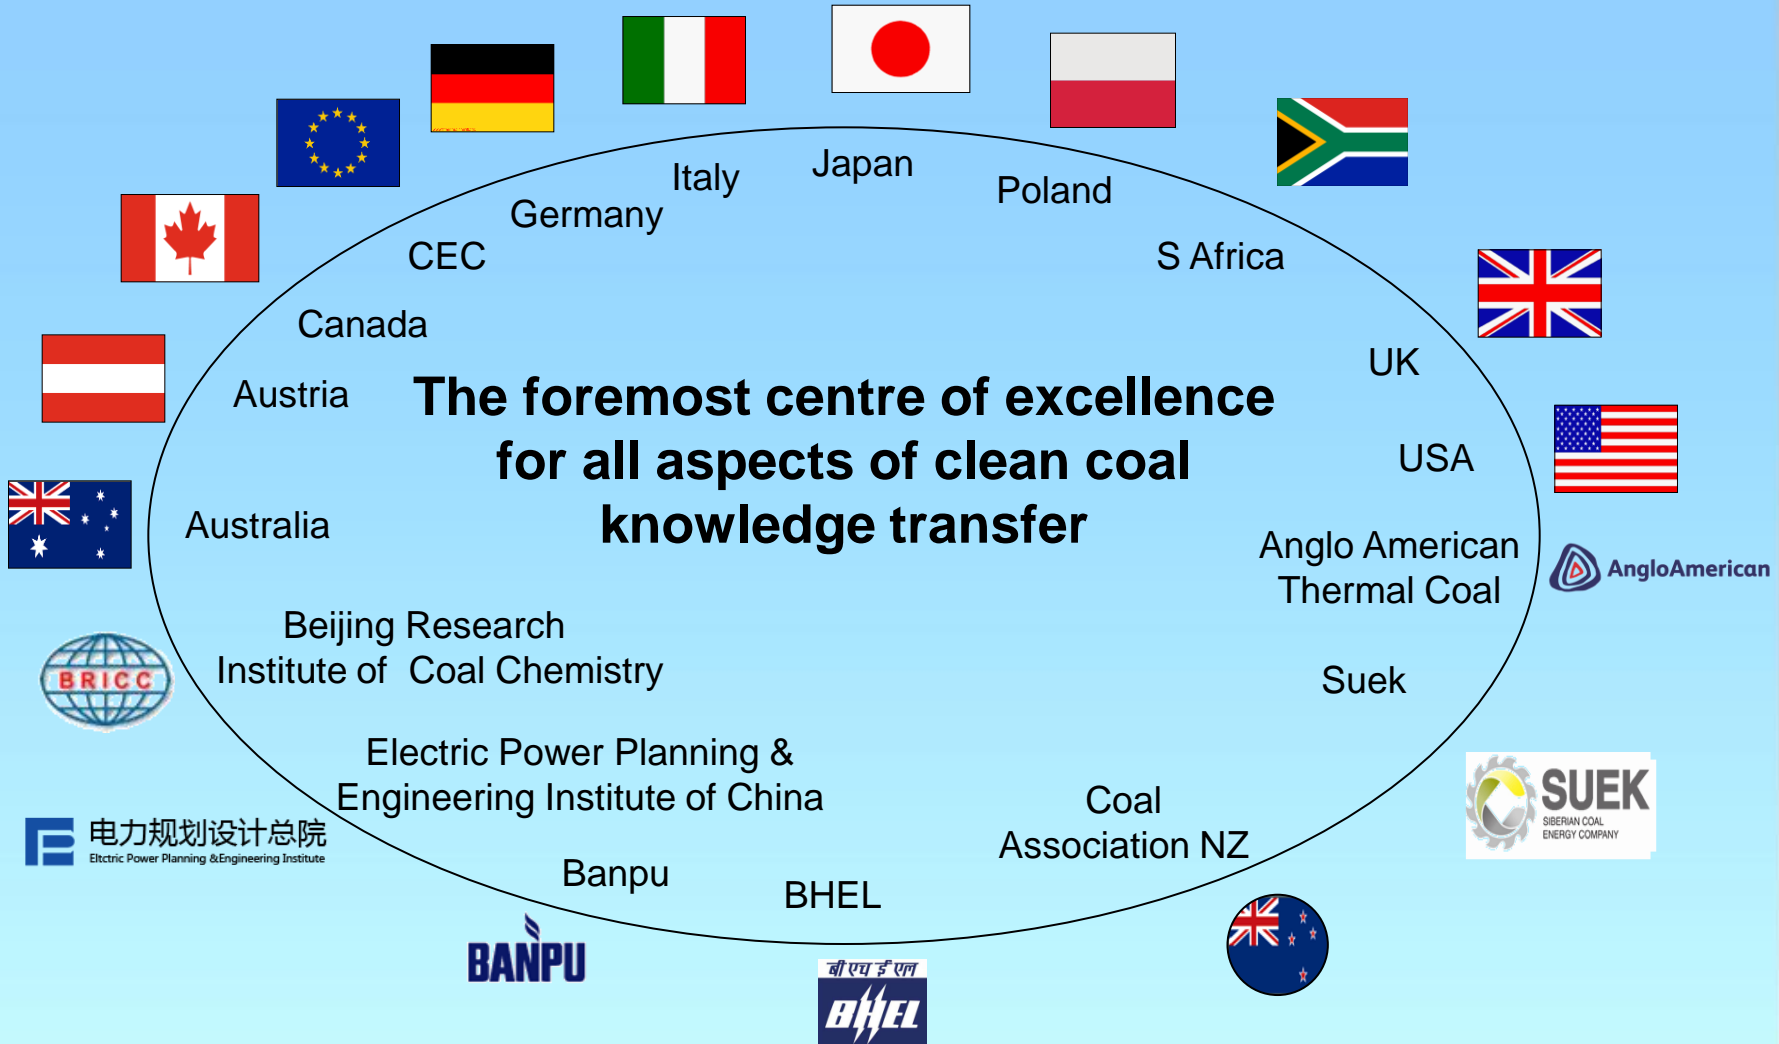 Italy
Japan
Poland
Germany
CEC
S Africa
Canada
UK
Austria
The foremost centre of excellence
for all aspects of clean coal
knowledge transfer
USA
Australia
Anglo American
Thermal Coal
AngloAmerican
Beijing Research
Institute of Coal Chemistry
BRICC
Suek
Electric Power Planning &
Engineering Institute of China
电力规划设计总院
Eltctric Power Planning &Engineering Institute
Coal
Association NZ
SUEK
SIBERIAN COAL
ENERGY COMPANY
Banpu
BHEL
BANPU
बी एच ई एल
BHEL